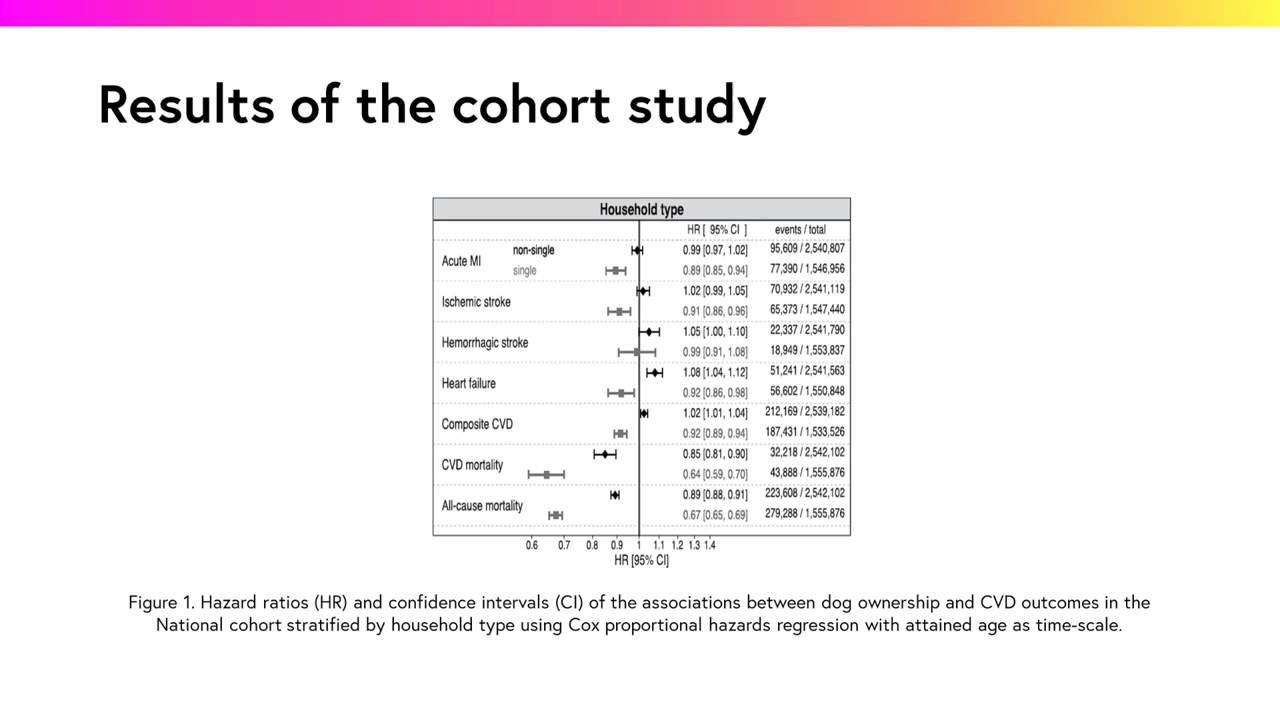 Results of the cohort study
Household type
HR [ 95% CI ] events / total
Acute MI
non-single 0.99 [0.97, 1.02] 95,609 / 2,540,807
single 0.89 [0.85, 0.94] 77,390 / 1,546,956
Ischemic stroke
1.02 [0.99, 1.05] 70,932 / 2,541,119
0.91 [0.86, 0.96] 65,373 / 1,547,440
Hemorrhagic stroke
1.05 [1.00, 1.10] 22,337 / 2,541,790
0.99 [0.91, 1.08] 18,949 / 1,553,837
Heart failure
1.08 [1.04, 1.12] 51,241 / 2,541,563
0.92 [0.86, 0.98] 56,602 / 1,550,848
Composite CVD
1.02 [1.01, 1.04] 212,169 / 2,539,182
0.92 [0.89, 0.94] 187,431 / 1,533,526
CVD mortality
0.85 [0.81, 0.90] 32,218 / 2,542,102
0.64 [0.59, 0.70] 43,888 / 1,555,876
All-cause mortality
0.89 [0.88, 0.91] 223,608 / 2,542,102
0.67 [0.65, 0.69] 279,288 / 1,555,876
0.6 0.7 0.8 0.9 1 1.1 1.2 1.3 1.4
HR [95% CI]
Figure 1. Hazard ratios (HR) and confidence intervals (CI) of the associations between dog ownership and CVD outcomes in the
National cohort stratified by household type using Cox proportional hazards regression with attained age as time-scale.